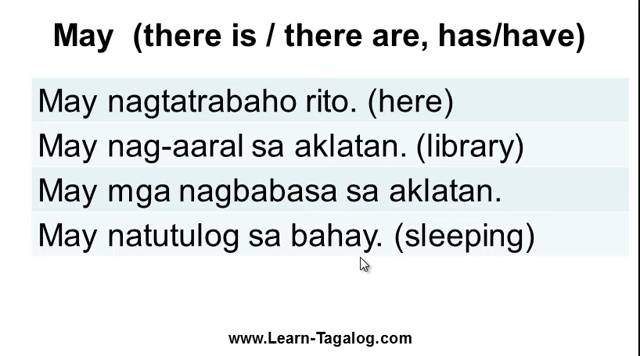 May (there is / there are, has/have)
May nagtatrabaho rito. (here)
May nag-aaral sa aklatan. (library)
May mga nagbabasa sa aklatan.
May natutulog sa bahay. (sleeping)
www.Learn-Tagalog.com